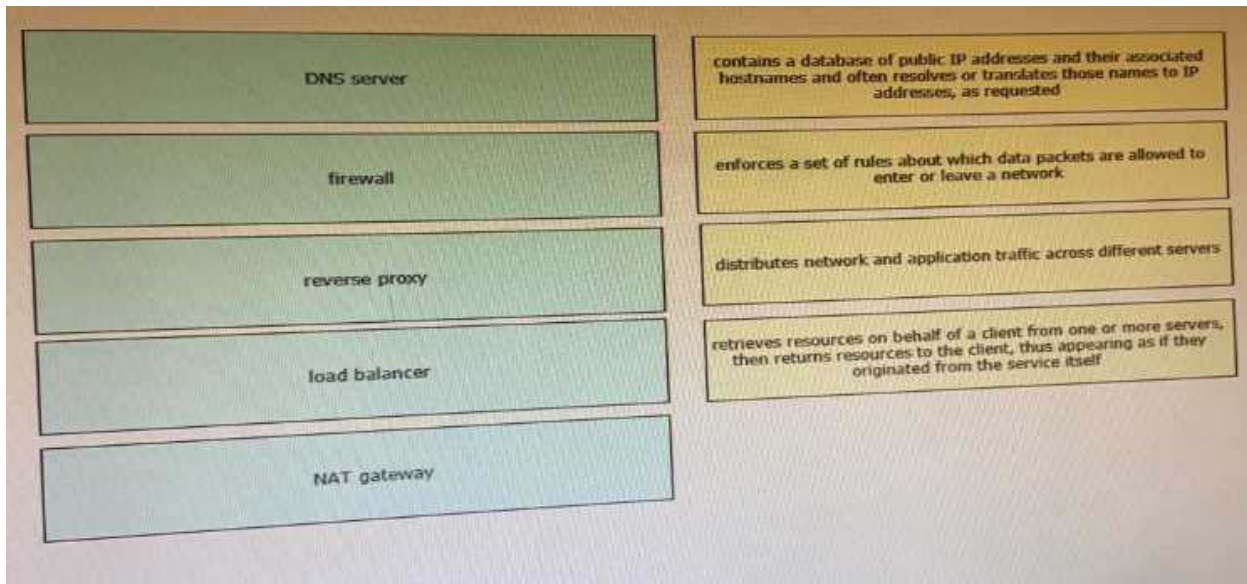 DNS server
firewall
reverse proxy
load balancer
NAT gateway
contains a database of public IP addresses and their associated
hostnames and often resolves or translates those names to IP
addresses, as requested
enforces a set of rules about which data packets are allowed to
enter or leave a network
distributes network and application traffic across different servers
retrieves resources on behalf of a client from one or more servers,
then returns resources to the client, thus appearing as if they
originated from the service itself